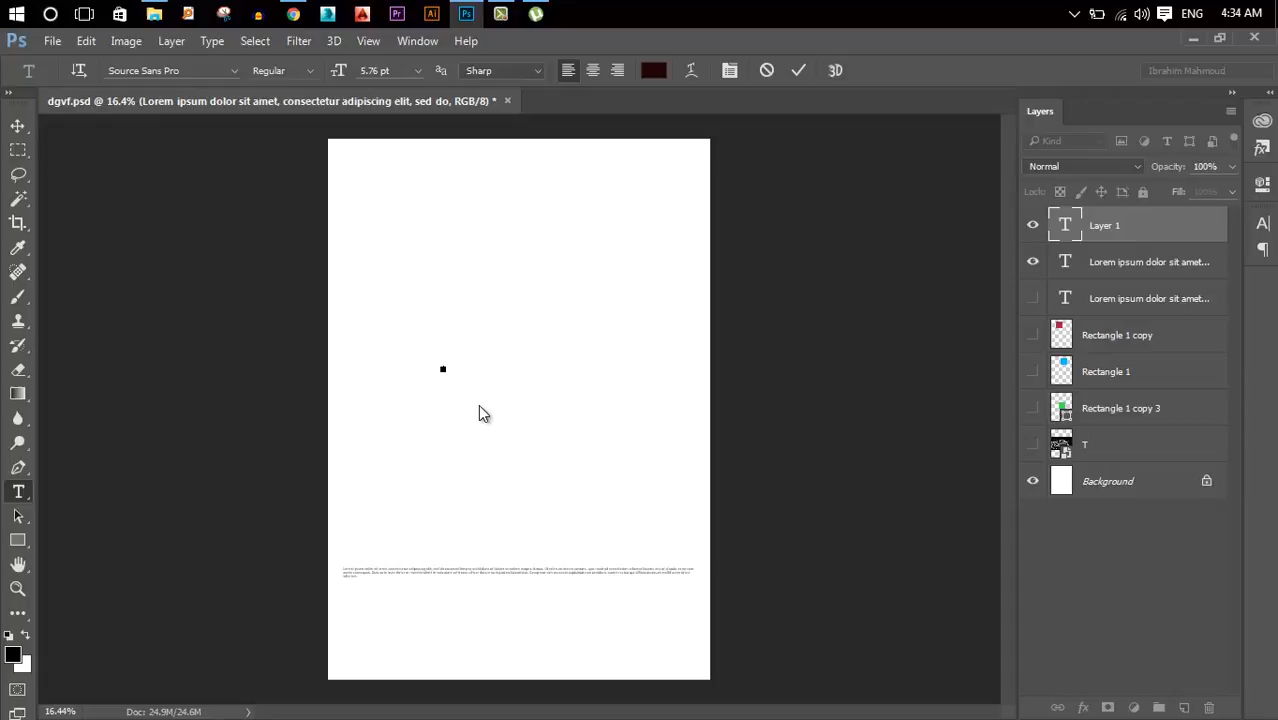 ENG 4:34 AM
Ps File Edit Image Layer Type Select Filter 3D View Window Help
Source Sans Pro Regular 5.76 pt Sharp 3D Ibrahim Mahmoud
dgvf.psd @ 16.4% (Lorem ipsum dolor sit amet, consectetur adipiscing elit, sed do, RGB/8) *
Layers
Kind
Normal Opacity: 100%
Lock: Fill: 100%
Layer 1
Lorem ipsum dolor sit amet...
Lorem ipsum dolor sit amet...
Rectangle 1 copy
Rectangle 1
Rectangle 1 copy 3
T
Background
16.44% Doc: 24.9M/24.6M